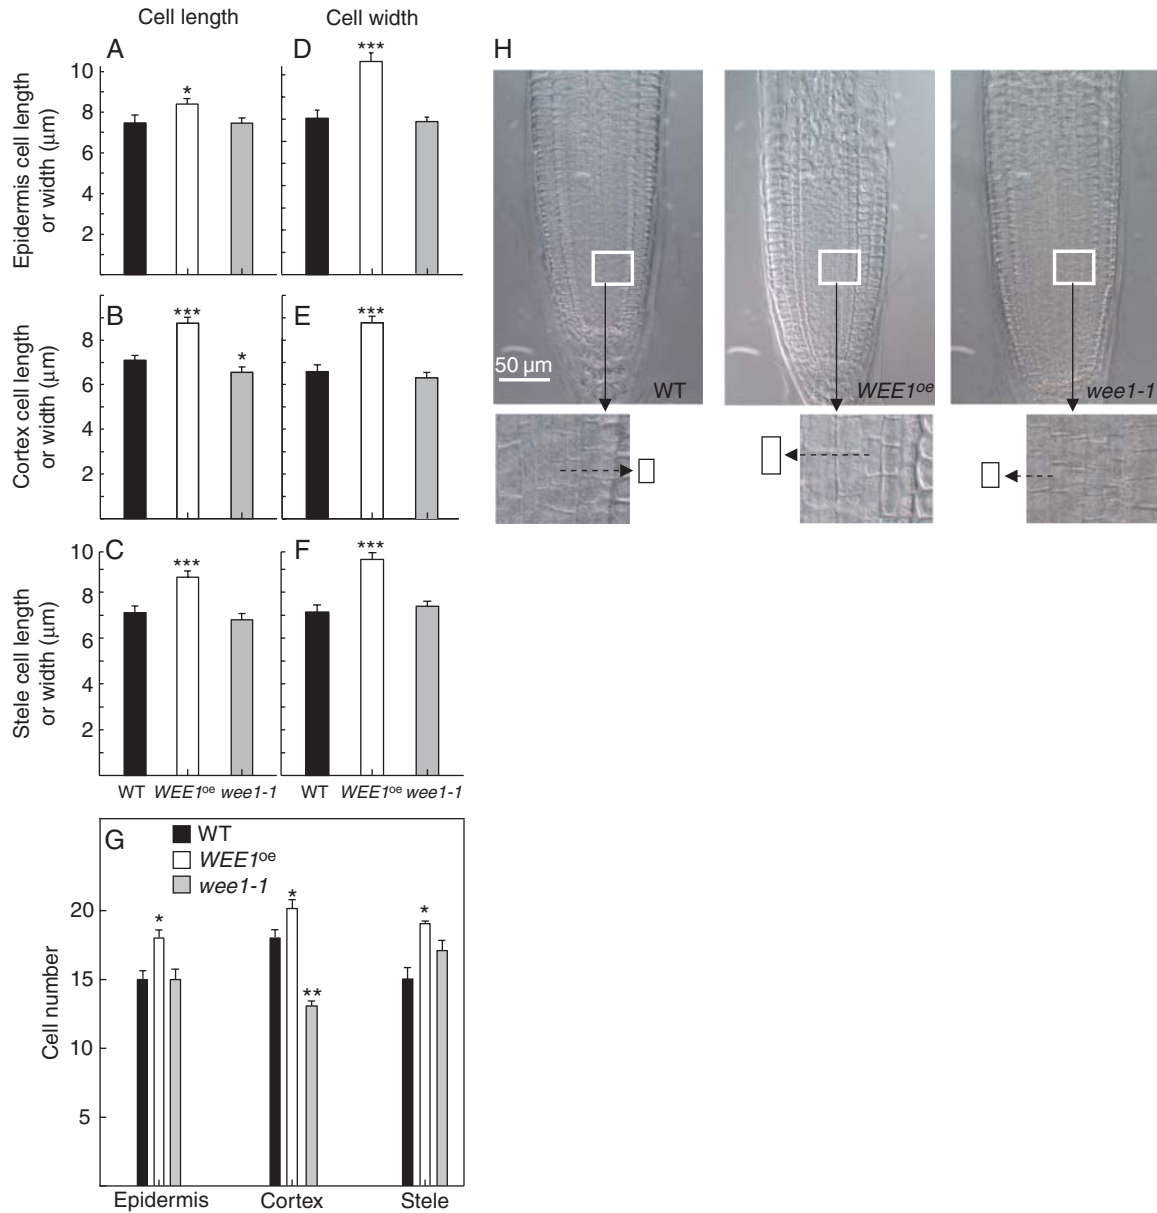 Cell length
Cell width
A
D
H
Epidermis cell length
or width (μm)
10
8
6
4
2
*
***
B
E
Cortex cell length
or width (μm)
8
6
4
2
***
*
***
50 μm
WT
WEE1oe
wee1-1
C
F
Stele cell length
or width (μm)
10
8
6
4
2
***
***
WT WEE1oe wee1-1
WT WEE1oe wee1-1
G
WT
WEE1oe
wee1-1
Cell number
20
15
10
5
*
*
**
*
Epidermis
Cortex
Stele